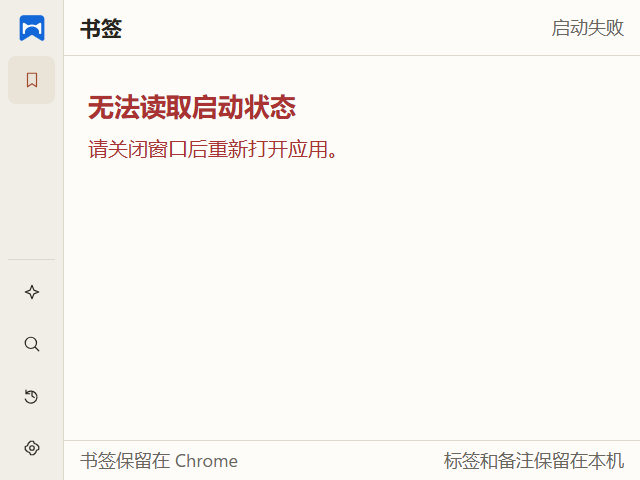 书签
启动失败
无法读取启动状态
请关闭窗口后重新打开应用。
书签保留在 Chrome
标签和备注保留在本机